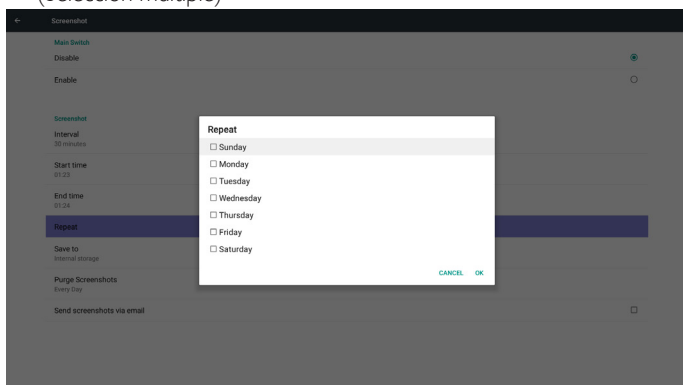 (sélection multiple)
Screenshot
Main Switch
Disable
Enable
Screenshot
Interval
30 minutes
Start time
01:23
End time
01:24
Repeat
Save to
Internal storage
Purge Screenshots
Every Day
Send screenshots via email
Repeat
Sunday
Monday
Tuesday
Wednesday
Thursday
Friday
Saturday
CANCEL OK